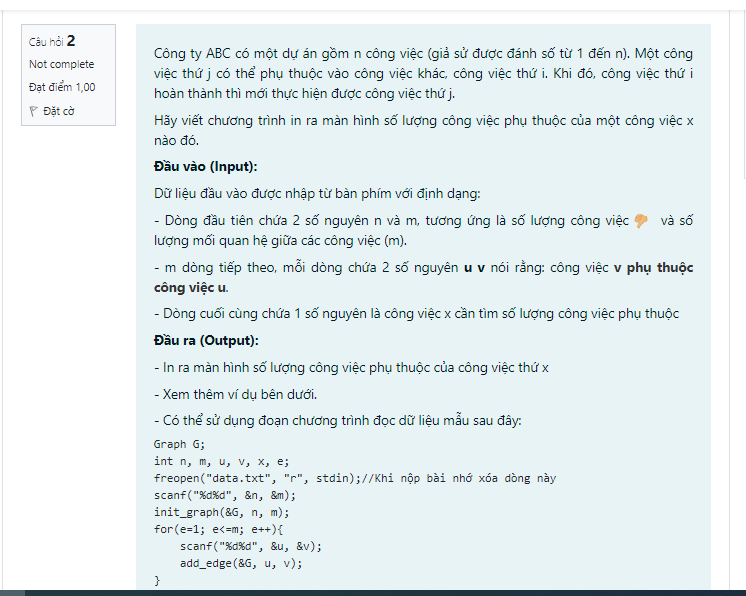 Câu hỏi 2
Not complete
Đạt điểm 1,00
Đặt cờ
Công ty ABC có một dự án gồm n công việc (giả sử được đánh số từ 1 đến n). Một công
việc thứ j có thể phụ thuộc vào công việc khác, công việc thứ i. Khi đó, công việc thứ i
hoàn thành thì mới thực hiện được công việc thứ j.
Hãy viết chương trình in ra màn hình số lượng công việc phụ thuộc của một công việc x
nào đó.
Đầu vào (Input):
Dữ liệu đầu vào được nhập từ bàn phím với định dạng:
- Dòng đầu tiên chứa 2 số nguyên n và m, tương ứng là số lượng công việc 👎 và số
lượng mối quan hệ giữa các công việc (m).
- m dòng tiếp theo, mỗi dòng chứa 2 số nguyên u v nói rằng: công việc v phụ thuộc
công việc u.
- Dòng cuối cùng chứa 1 số nguyên là công việc x cần tìm số lượng công việc phụ thuộc
Đầu ra (Output):
- In ra màn hình số lượng công việc phụ thuộc của công việc thứ x
- Xem thêm ví dụ bên dưới.
- Có thể sử dụng đoạn chương trình đọc dữ liệu mẫu sau đây:
Graph G;
int n, m, u, v, x, e;
freopen("data.txt", "r", stdin);//Khi nộp bài nhớ xóa dòng này
scanf("%d%d", &n, &m);
init_graph(&G, n, m);
for(e=1; e<=m; e++){
    scanf("%d%d", &u, &v);
    add_edge(&G, u, v);
}